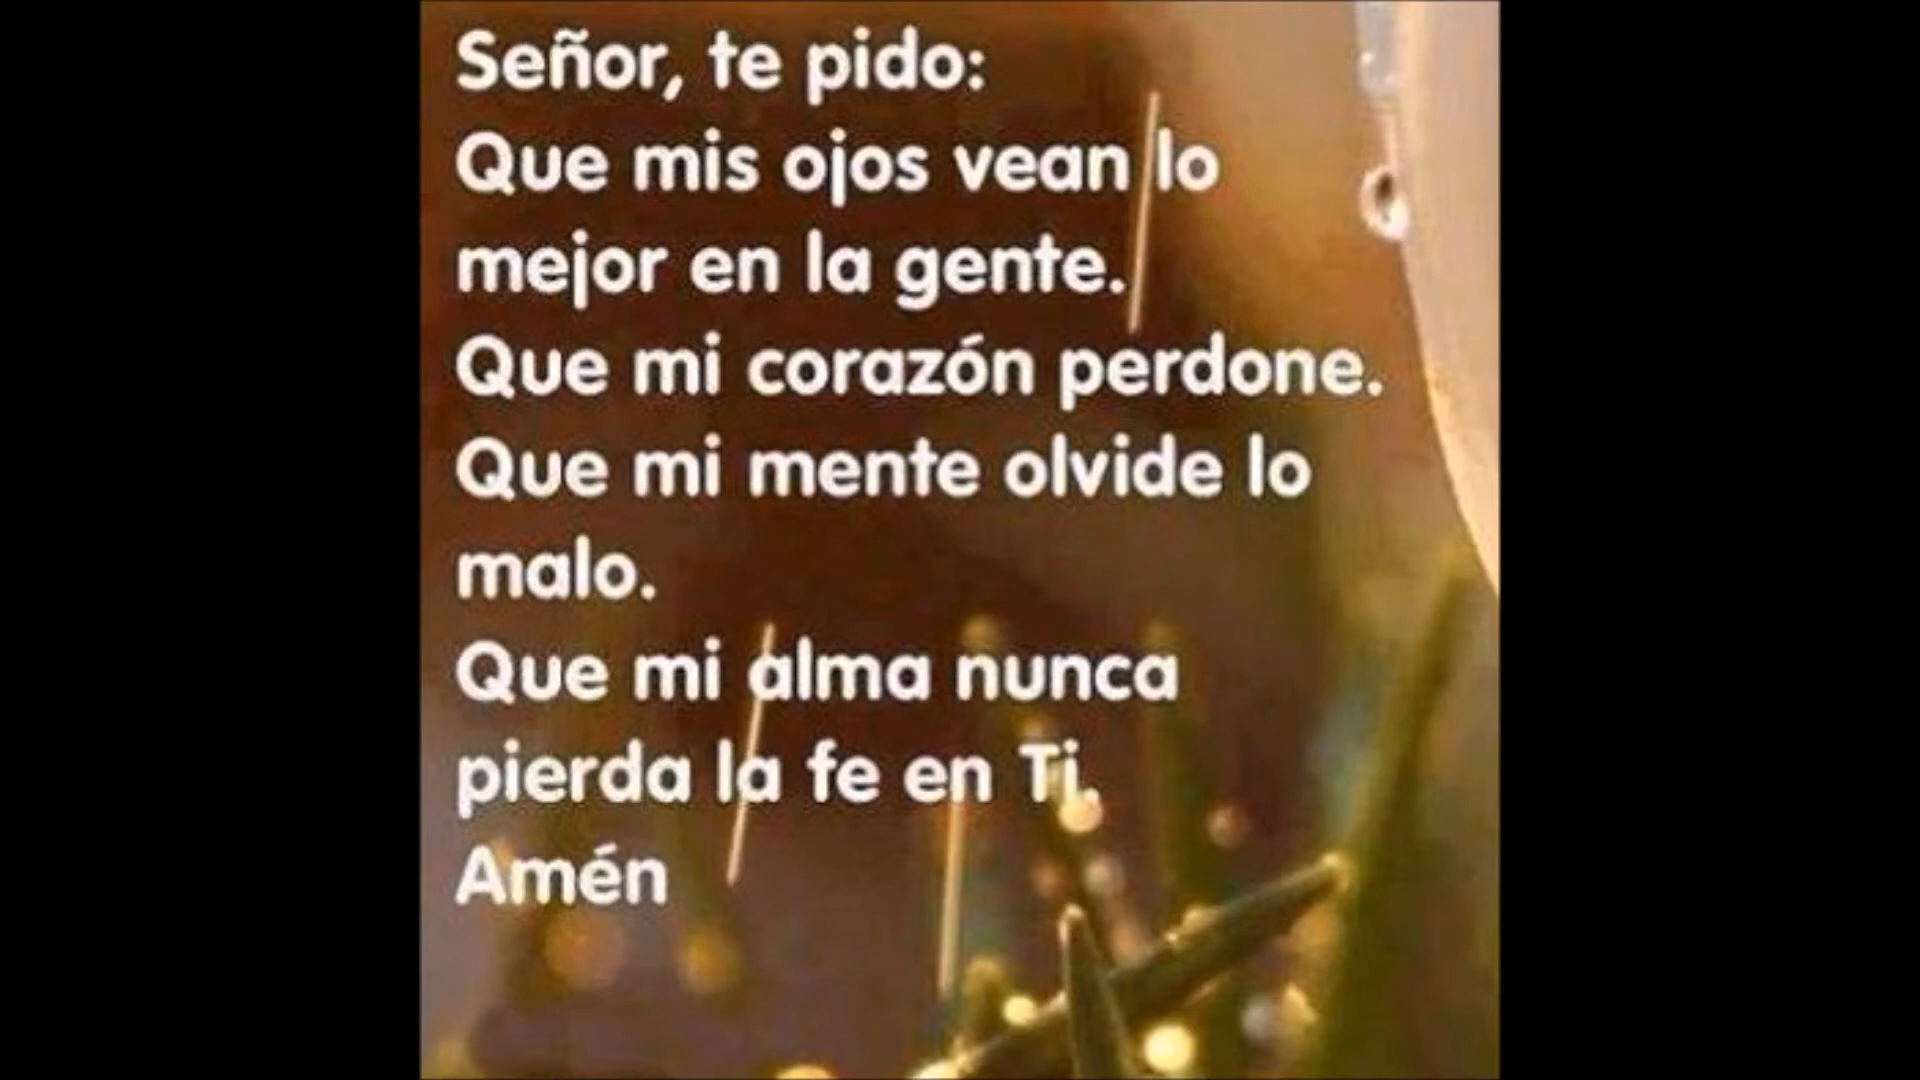 Señor, te pido:
Que mis ojos vean lo
mejor en la gente.
Que mi corazón perdone.
Que mi mente olvide lo
malo.
Que mi alma nunca
pierda la fe en Ti.
Amén